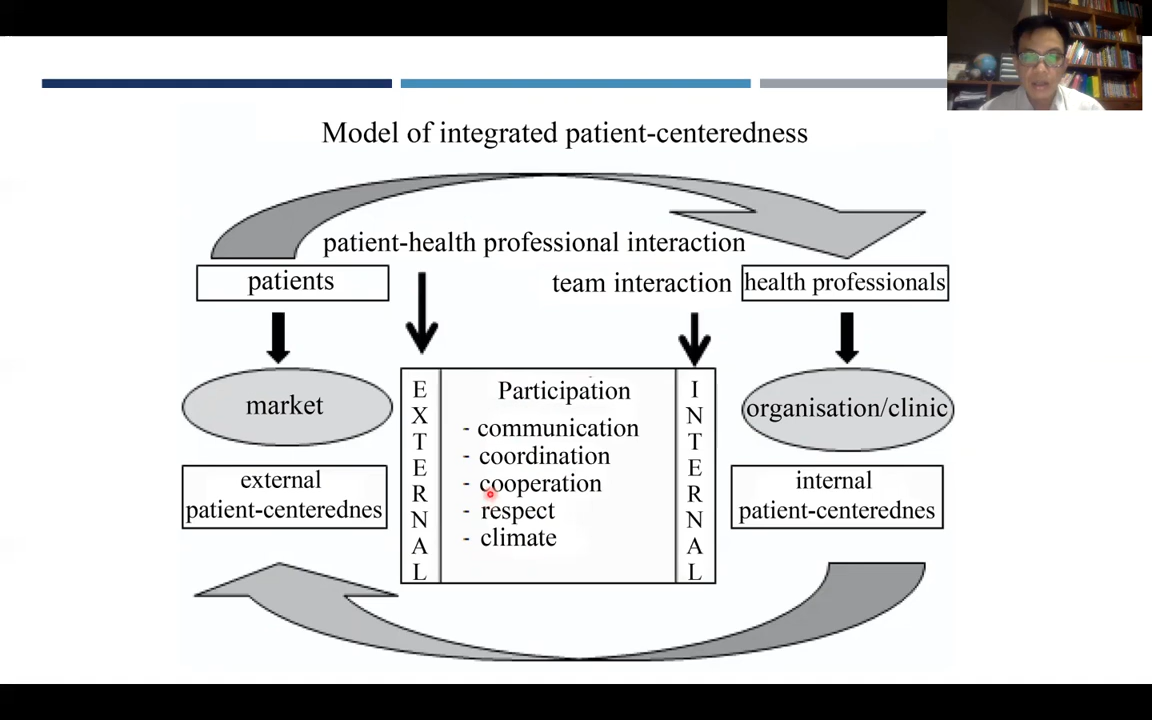 Model of integrated patient-centeredness
patient-health professional interaction
patients
team interaction
health professionals
market
EXTERNAL
Participation
- communication
- coordination
- cooperation
- respect
- climate
INTERNAL
organisation/clinic
external
patient-centerednes
internal
patient-centerednes